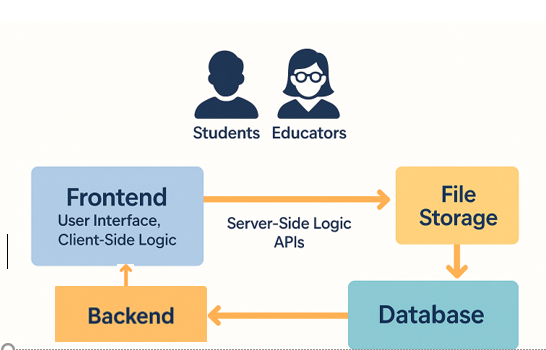 Students Educators
Frontend
User Interface,
Client-Side Logic
Server-Side Logic
APIs
File
Storage
Backend
Database